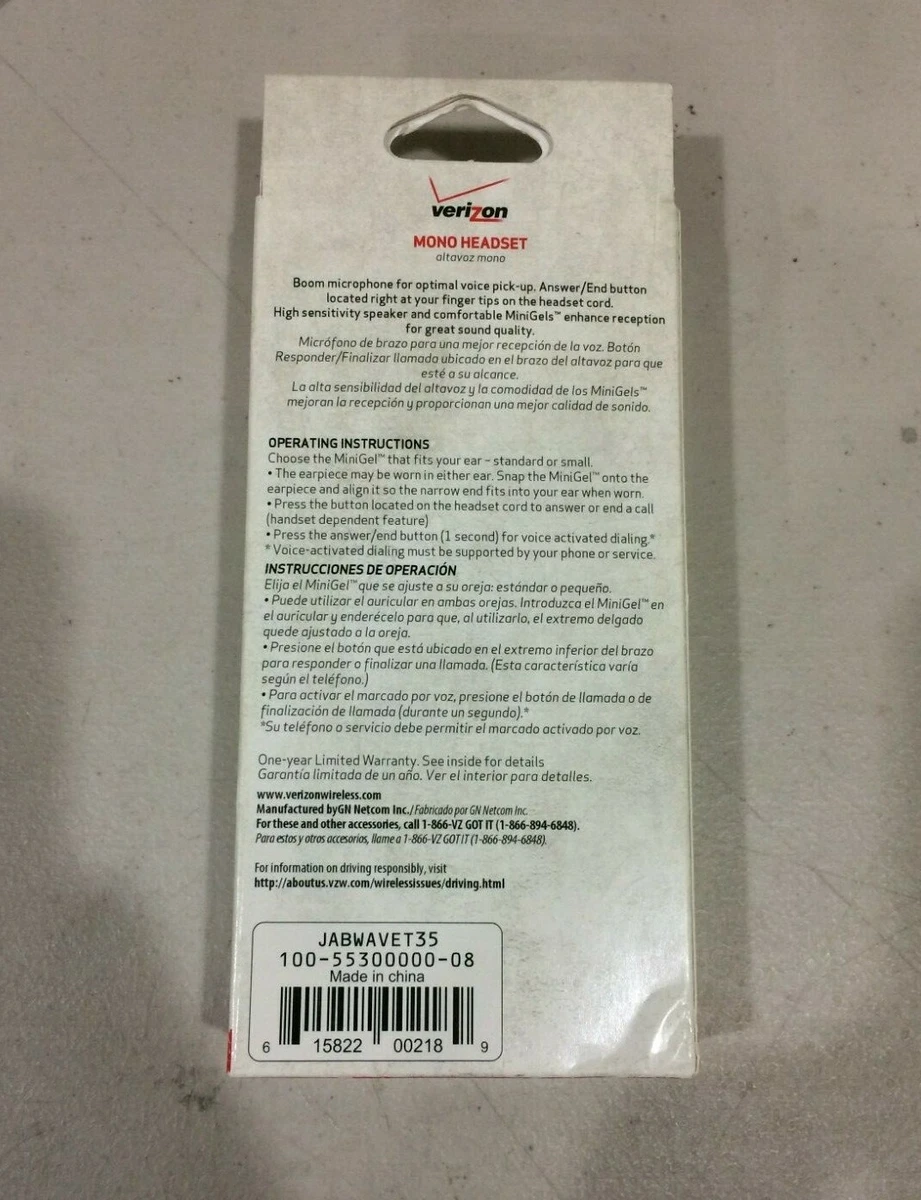 verizon
MONO HEADSET
altavoz mono
Boom microphone for optimal voice pick-up. Answer/End button
located right at your finger tips on the headset cord.
High sensitivity speaker and comfortable MiniGels™ enhance reception
for great sound quality.
Micrófono de brazo para una mejor recepción de la voz. Botón
Responder/Finalizar llamada ubicado en el brazo del altavoz para que
esté a su alcance.
La alta sensibilidad del altavoz y la comodidad de los MiniGels™
mejoran la recepción y proporcionan una mejor calidad de sonido.
OPERATING INSTRUCTIONS
Choose the MiniGel™ that fits your ear – standard or small.
• The earpiece may be worn in either ear. Snap the MiniGel™ onto the
earpiece and align it so the narrow end fits into your ear when worn.
• Press the button located on the headset cord to answer or end a call
(handset dependent feature)
• Press the answer/end button (1 second) for voice activated dialing.*
* Voice-activated dialing must be supported by your phone or service.
INSTRUCCIONES DE OPERACIÓN
Elija el MiniGel™ que se ajuste a su oreja: estándar o pequeño.
• Puede utilizar el auricular en ambas orejas. Introduzca el MiniGel™ en
el auricular y enderécelo para que, al utilizarlo, el extremo delgado
quede ajustado a la oreja.
• Presione el botón que está ubicado en el extremo inferior del brazo
para responder o finalizar una llamada. (Esta característica varía
según el teléfono.)
• Para activar el marcado por voz, presione el botón de llamada o de
finalización de llamada (durante un segundo).*
*Su teléfono o servicio debe permitir el marcado activado por voz.
One-year Limited Warranty. See inside for details
Garantía limitada de un año. Ver el interior para detalles.
www.verizonwireless.com
Manufactured byGN Netcom Inc./Fabricado por GN Netcom Inc.
For these and other accessories, call 1-866-VZ GOT IT (1-866-894-6848).
Para estos y otros accesorios, llame a 1-866-VZ GOT IT (1-866-894-6848).
For information on driving responsibly, visit
http://aboutus.vzw.com/wirelessissues/driving.html
JABWAVET35
100-55300000-08
Made in china
6 15822 00218 9